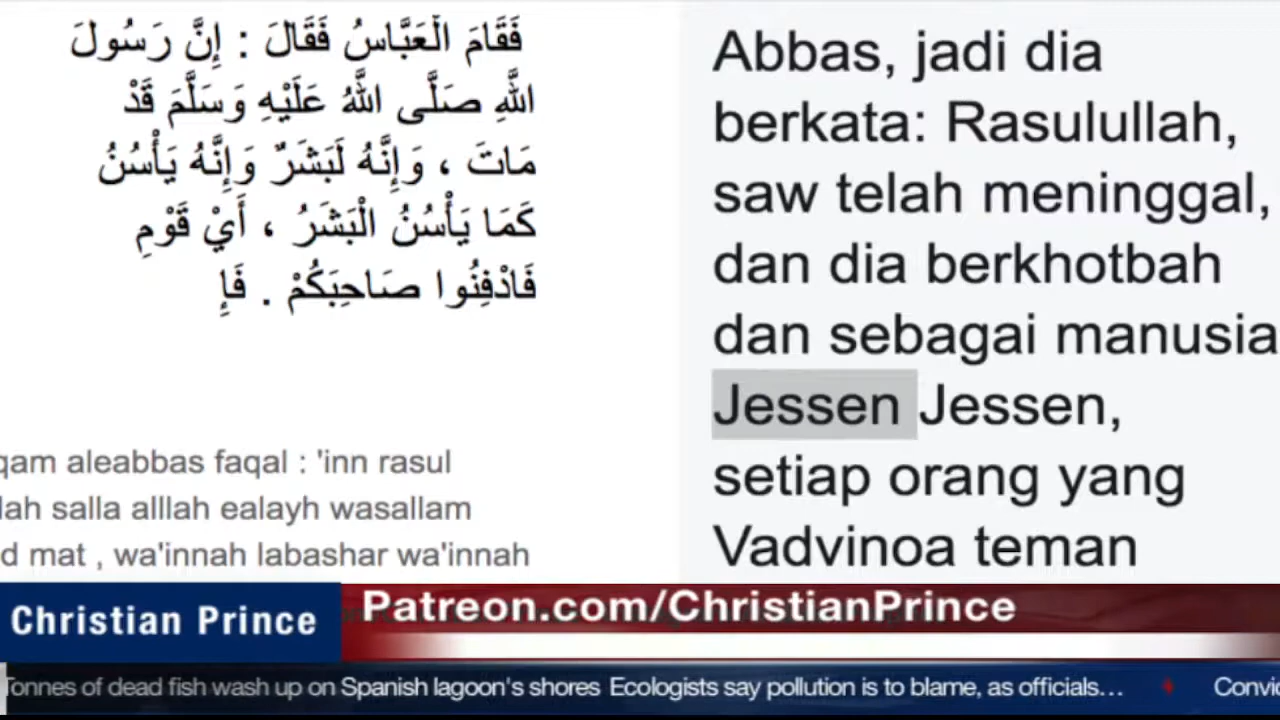 فَقَامَ الْعَبَّاسُ فَقَالَ : إِنَّ رَسُولَ
اللَّهِ صَلَّى اللَّهُ عَلَيْهِ وَسَلَّمَ قَدْ
مَاتَ ، وَإِنَّهُ لَبَشَرٌ وَإِنَّهُ يَأْسُنُ
كَمَا يَأْسُنُ الْبَشَرُ ، أَيْ قَوْمِ
فَادْفِنُوا صَاحِبَكُمْ . فَإِ
qam aleabbas faqal : 'inn rasul
lah salla alllah ealayh wasallam
d mat , wa'innah labashar wa'innah
Abbas, jadi dia
berkata: Rasulullah,
saw telah meninggal,
dan dia berkhotbah
dan sebagai manusia
Jessen Jessen,
setiap orang yang
Vadvinoa teman
Christian Prince
Patreon.com/ChristianPrince
Tonnes of dead fish wash up on Spanish lagoon's shores Ecologists say pollution is to blame, as officials... Convic